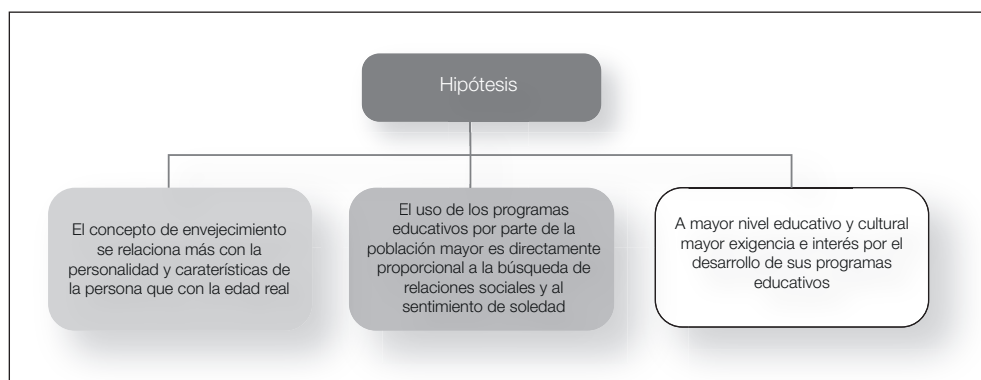 Hipótesis
El concepto de envejecimiento
se relaciona más con la
personalidad y caraterísticas de
la persona que con la edad real
El uso de los programas
educativos por parte de la
población mayor es directamente
proporcional a la búsqueda de
relaciones sociales y al
sentimiento de soledad
A mayor nivel educativo y cultural
mayor exigencia e interés por el
desarrollo de sus programas
educativos